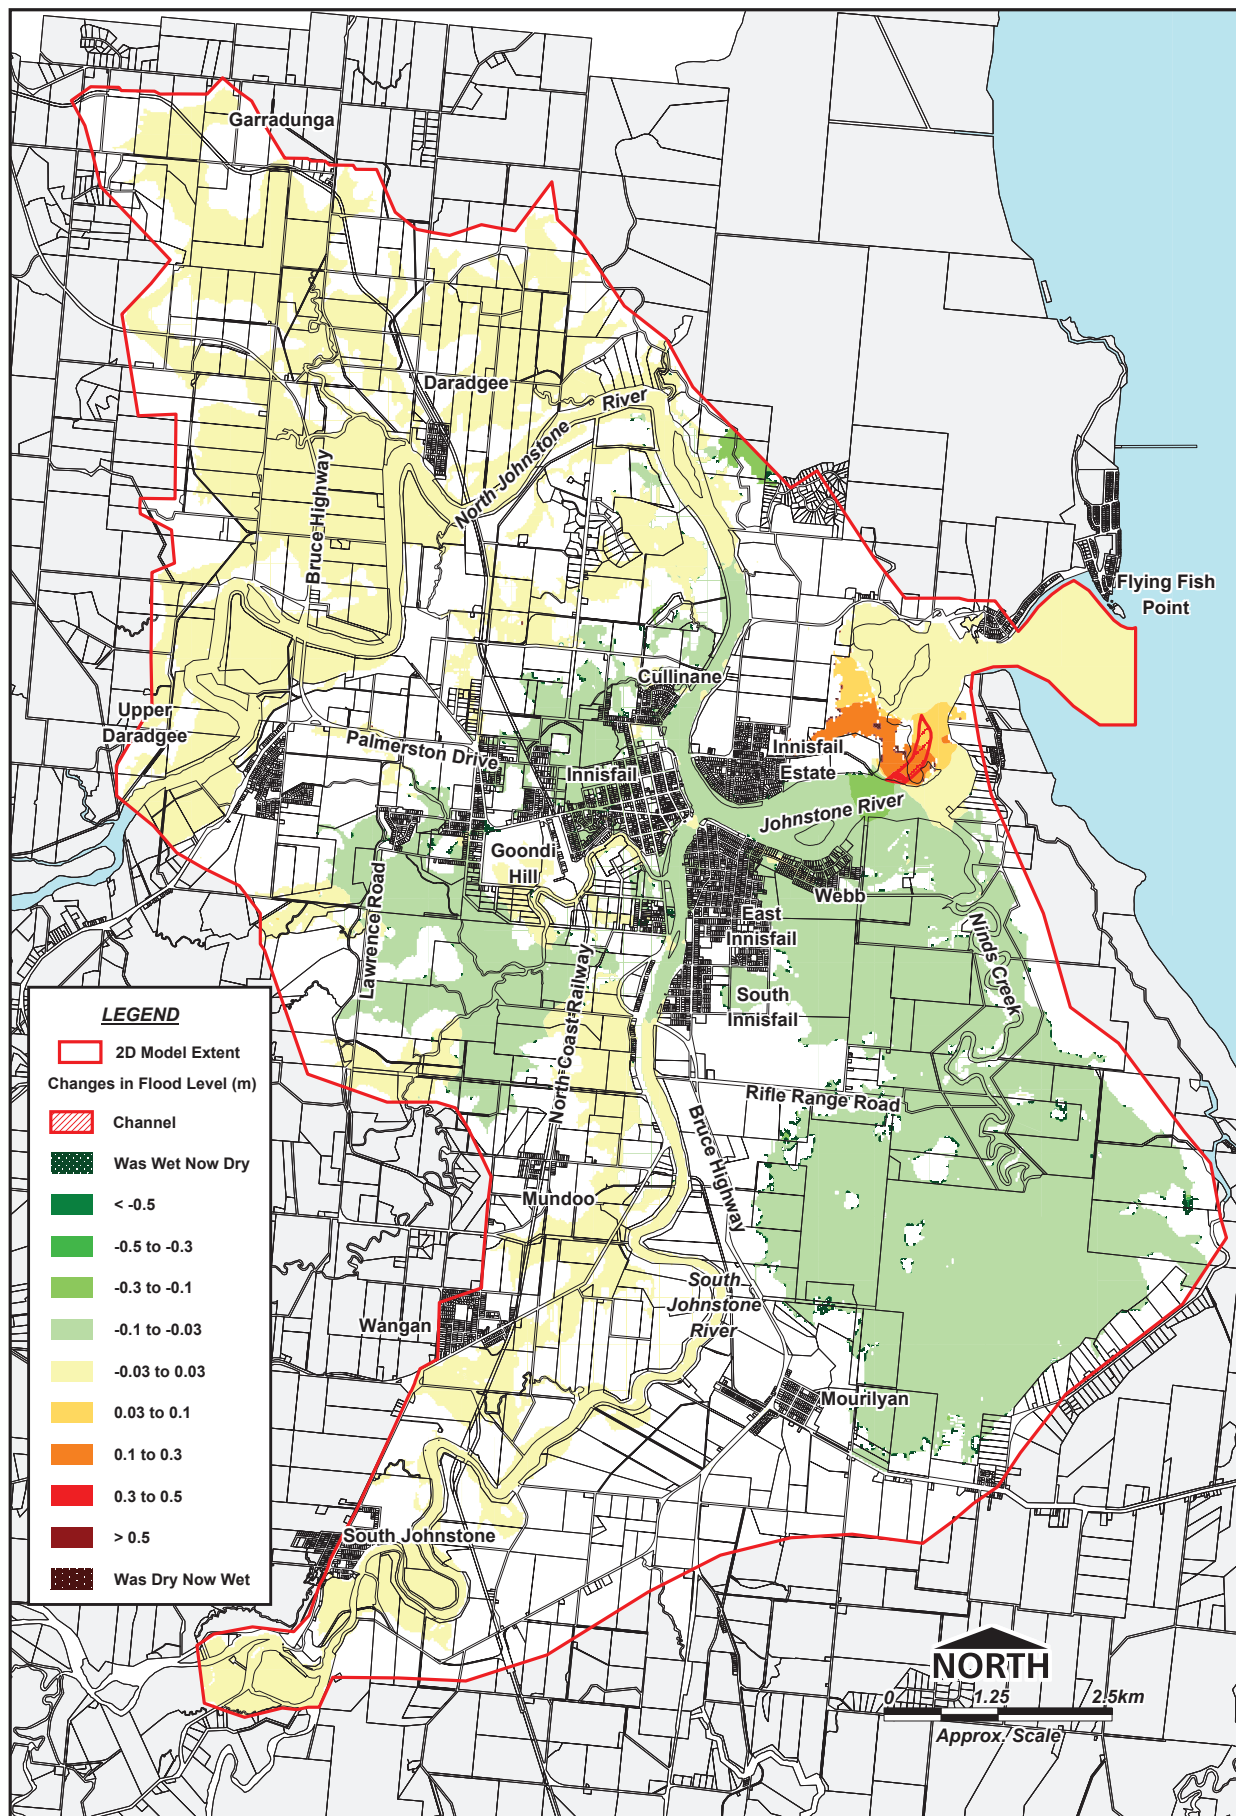 Garradunga
Daradgee
River
North Johnstone
Bruce Highway
Flying Fish
Point
Cullinane
Upper
Daradgee
Palmerston Drive
Innisfail
Innisfail
Estate
Johnstone River
Goondi
Hill
Webb
Lawrence Road
East
Innisfail
Ninds Creek
North Coast Railway
South
Innisfail
Rifle Range Road
Bruce Highway
Mundoo
South
Johnstone
River
Wangan
Mourilyan
South Johnstone
LEGEND
2D Model Extent
Changes in Flood Level (m)
Channel
Was Wet Now Dry
< -0.5
-0.5 to -0.3
-0.3 to -0.1
-0.1 to -0.03
-0.03 to 0.03
0.03 to 0.1
0.1 to 0.3
0.3 to 0.5
> 0.5
Was Dry Now Wet
NORTH
0 1.25 2.5km
Approx. Scale